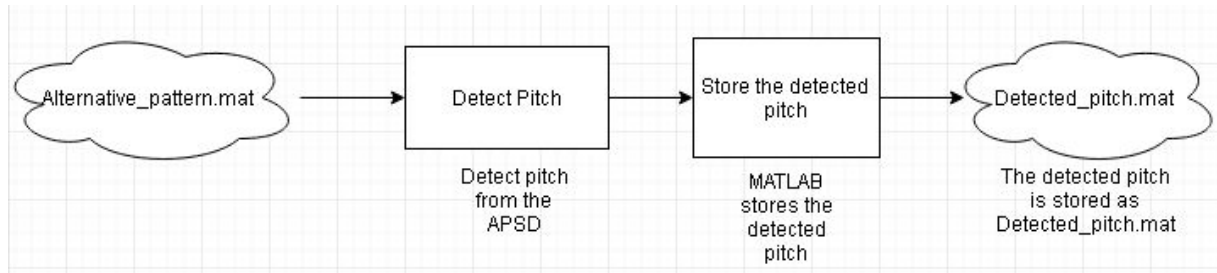 Alternative_pattern.mat
Detect Pitch
Store the detected
pitch
Detected_pitch.mat
Detect pitch
from the
APSD
MATLAB
stores the
detected
pitch
The detected pitch
is stored as
Detected_pitch.mat